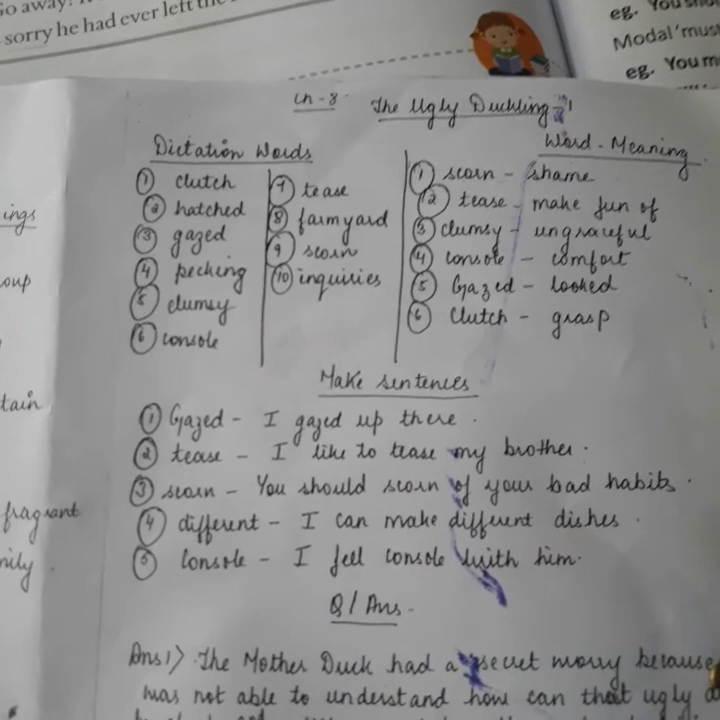 Go away!
sorry he had ever left the
eg. You shou
Modal 'must
eg. You m
Ch-8 The Ugly Duckling
Dictation Words
① clutch
② hatched
③ gazed
④ pecking
⑤ clumsy
⑥ console
⑦ tease
⑧ farmyard
⑨ scorn
⑩ inquiries
Word-Meaning
① scorn - shame
② tease - make fun of
③ clumsy - ungraceful
④ console - comfort
⑤ Gazed - looked
⑥ Clutch - grasp
Make sentences
① Gazed - I gazed up there.
② tease - I like to tease my brother.
③ scorn - You should scorn of your bad habits.
④ different - I can make different dishes.
⑤ Console - I feel console with him.
Q/Ans-
Ans1) The Mother Duck had a secret worry because
was not able to understand how can that ugly
ings
oup
tain
fragrant
nily